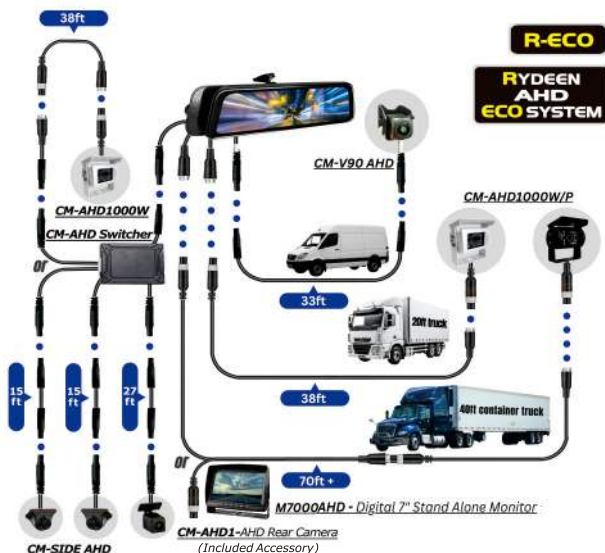 38ft
R-ECO
RYDEEN
AHD
ECO SYSTEM
CM-V90 AHD
CM-AHD1000W
CM-AHD1000W/P
CM-AHD Switcher
or
33ft
20ft truck
15
ft
15
ft
27
ft
38ft
40ft container truck
or
70ft +
M7000AHD - Digital 7" Stand Alone Monitor
CM-AHD1-AHD Rear Camera
(Included Accessory)
CM-SIDE AHD